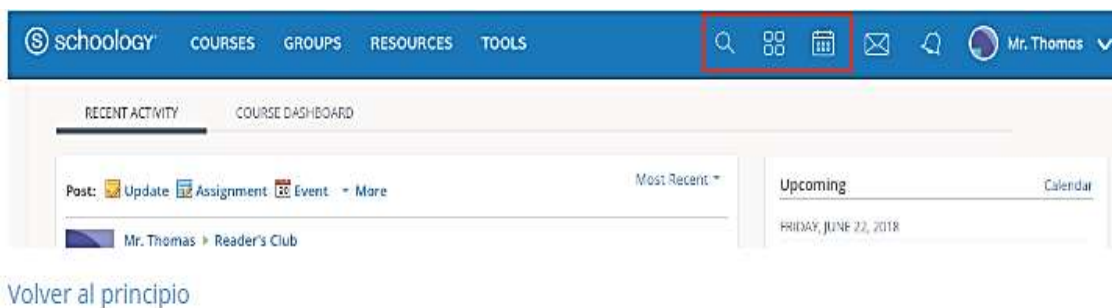 schoology COURSES GROUPS RESOURCES TOOLS Mr. Thomas
RECENT ACTIVITY COURSE DASHBOARD
Post: Update Assignment Event More Most Recent
Upcoming Calendar
Mr. Thomas Reader's Club
FRIDAY, JUNE 22, 2018
Volver al principio